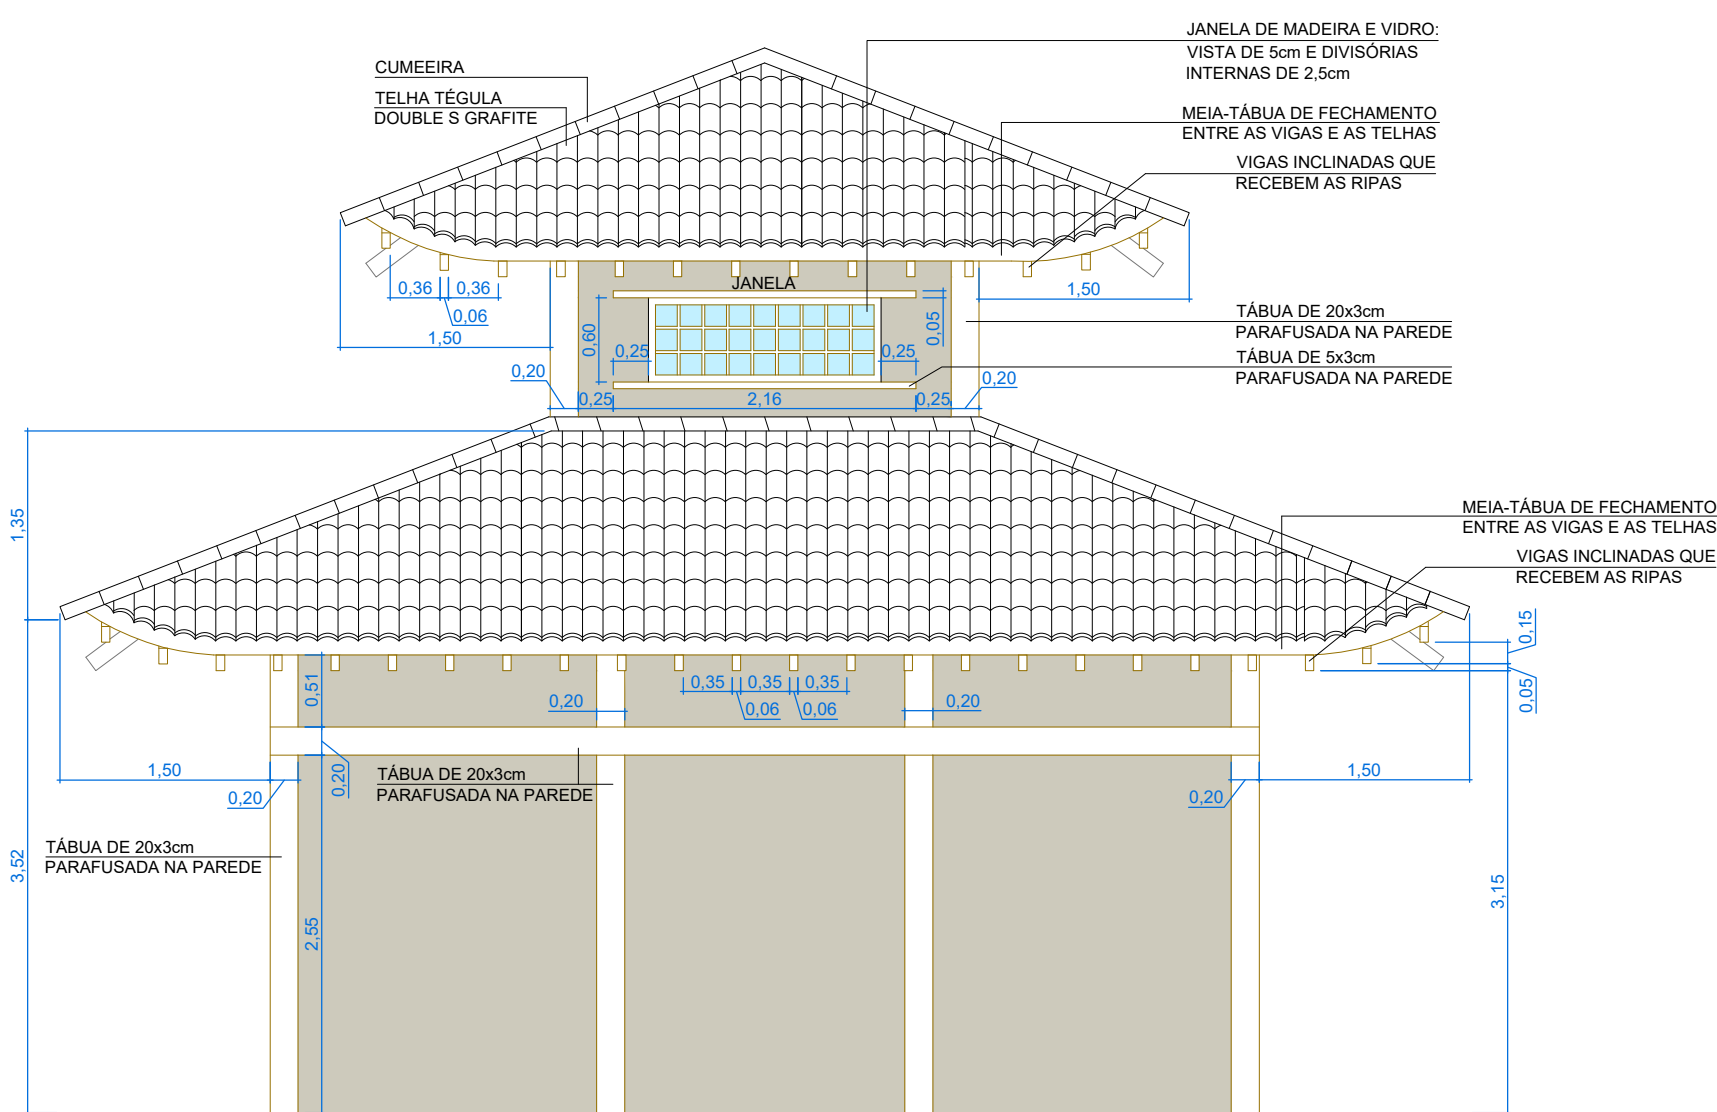 JANELA DE MADEIRA E VIDRO:
VISTA DE 5cm E DIVISÓRIAS
INTERNAS DE 2,5cm
CUMEEIRA
TELHA TÉGULA
DOUBLE S GRAFITE
MEIA-TÁBUA DE FECHAMENTO
ENTRE AS VIGAS E AS TELHAS
VIGAS INCLINADAS QUE
RECEBEM AS RIPAS
JANELA
0,36
0,36
0,06
1,50
1,50
0,60
0,05
0,25
0,25
TÁBUA DE 20x3cm
PARAFUSADA NA PAREDE
TÁBUA DE 5x3cm
PARAFUSADA NA PAREDE
0,20
0,20
0,25
2,16
0,25
1,35
MEIA-TÁBUA DE FECHAMENTO
ENTRE AS VIGAS E AS TELHAS
VIGAS INCLINADAS QUE
RECEBEM AS RIPAS
0,15
0,05
0,51
0,35
0,35
0,35
0,06
0,06
0,20
0,20
1,50
0,20
0,20
TÁBUA DE 20x3cm
PARAFUSADA NA PAREDE
1,50
0,20
TÁBUA DE 20x3cm
PARAFUSADA NA PAREDE
3,52
2,55
3,15